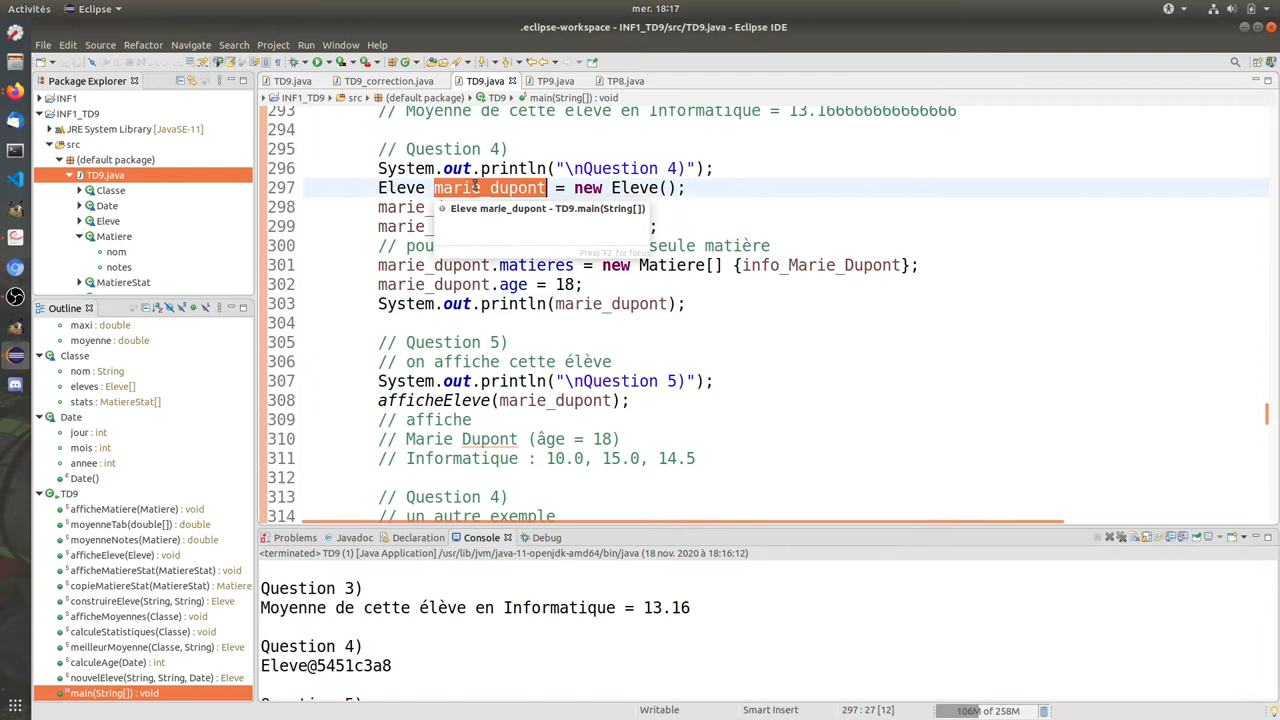 Activités
Eclipse
mer. 18:17
.eclipse-workspace - INF1_TD9/src/TD9.java - Eclipse IDE
File Edit Source Refactor Navigate Search Project Run Window Help
Package Explorer
INF1
INF1_TD9
JRE System Library [JavaSE-11]
src
(default package)
TD9.java
Classe
Date
Eleve
Matiere
nom
notes
MatiereStat
Outline
maxi : double
moyenne : double
Classe
nom : String
eleves : Eleve[]
stats : MatiereStat[]
Date
jour : int
mois : int
annee : int
Date()
TD9
afficheMatiere(Matiere) : void
moyenneTab(double[]) : double
moyenneNotes(Matiere) : double
afficheEleve(Eleve) : void
afficheMatiereStat(MatiereStat) : void
copieMatiereStat(MatiereStat) : Matiere
construireEleve(String, String) : Eleve
afficheMoyennes(Classe) : void
calculeStatistiques(Classe) : void
meilleurMoyenne(Classe, String) : Eleve
calculeAge(Date) : int
nouvelEleve(String, String, Date) : Eleve
main(String[]) : void
TD9.java TD9_correction.java TD9.java TP9.java TP8.java
INF1_TD9 src (default package) TD9 main(String[]) : void
293 // Moyenne de cette élève en Informatique = 13.166666666666666
294
295 // Question 4)
296 System.out.println("\nQuestion 4)");
297 Eleve marie_dupont = new Eleve();
298 marie_
Eleve marie_dupont - TD9.main(String[])
299 marie_ ;
300 // pou seule matière
Press 'F2' for focus
301 marie_dupont.matieres = new Matiere[] {info_Marie_Dupont};
302 marie_dupont.age = 18;
303 System.out.println(marie_dupont);
304
305 // Question 5)
306 // on affiche cette élève
307 System.out.println("\nQuestion 5)");
308 afficheEleve(marie_dupont);
309 // affiche
310 // Marie Dupont (âge = 18)
311 // Informatique : 10.0, 15.0, 14.5
312
313 // Question 4)
314 // un autre exemple
Problems Javadoc Declaration Console Debug
<terminated> TD9 (1) [Java Application] /usr/lib/jvm/java-11-openjdk-amd64/bin/java (18 nov. 2020 à 18:16:12)
Question 3)
Moyenne de cette élève en Informatique = 13.16
Question 4)
Eleve@5451c3a8
Writable Smart Insert 297 : 27 [12] 106M of 258M